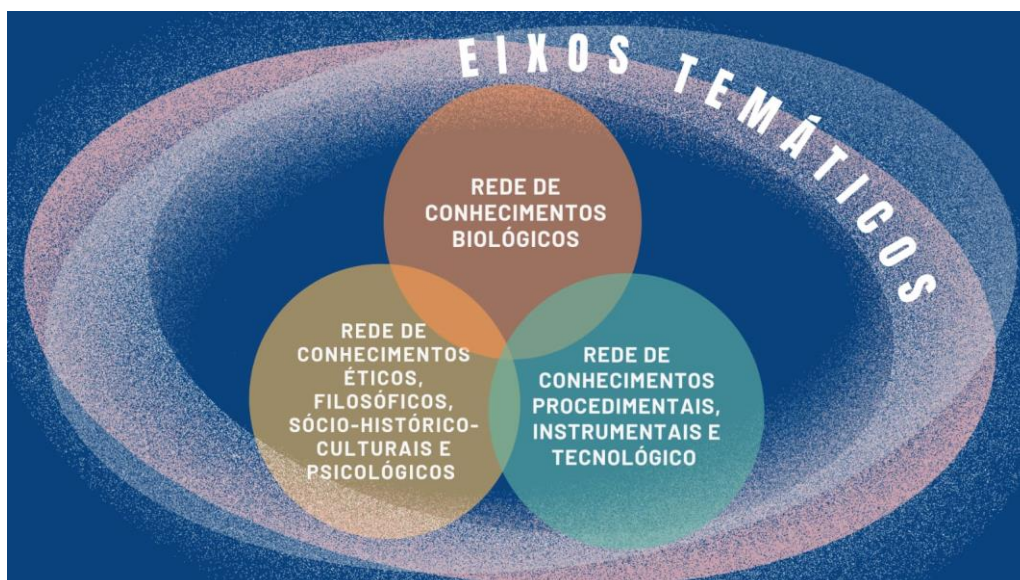 EIXOS TEMÁTICOS
REDE DE
CONHECIMENTOS
BIOLÓGICOS
REDE DE
CONHECIMENTOS
ÉTICOS,
FILOSÓFICOS,
SÓCIO-HISTÓRICO-
CULTURAIS E
PSICOLÓGICOS
REDE DE
CONHECIMENTOS
PROCEDIMENTAIS,
INSTRUMENTAIS E
TECNOLÓGICO